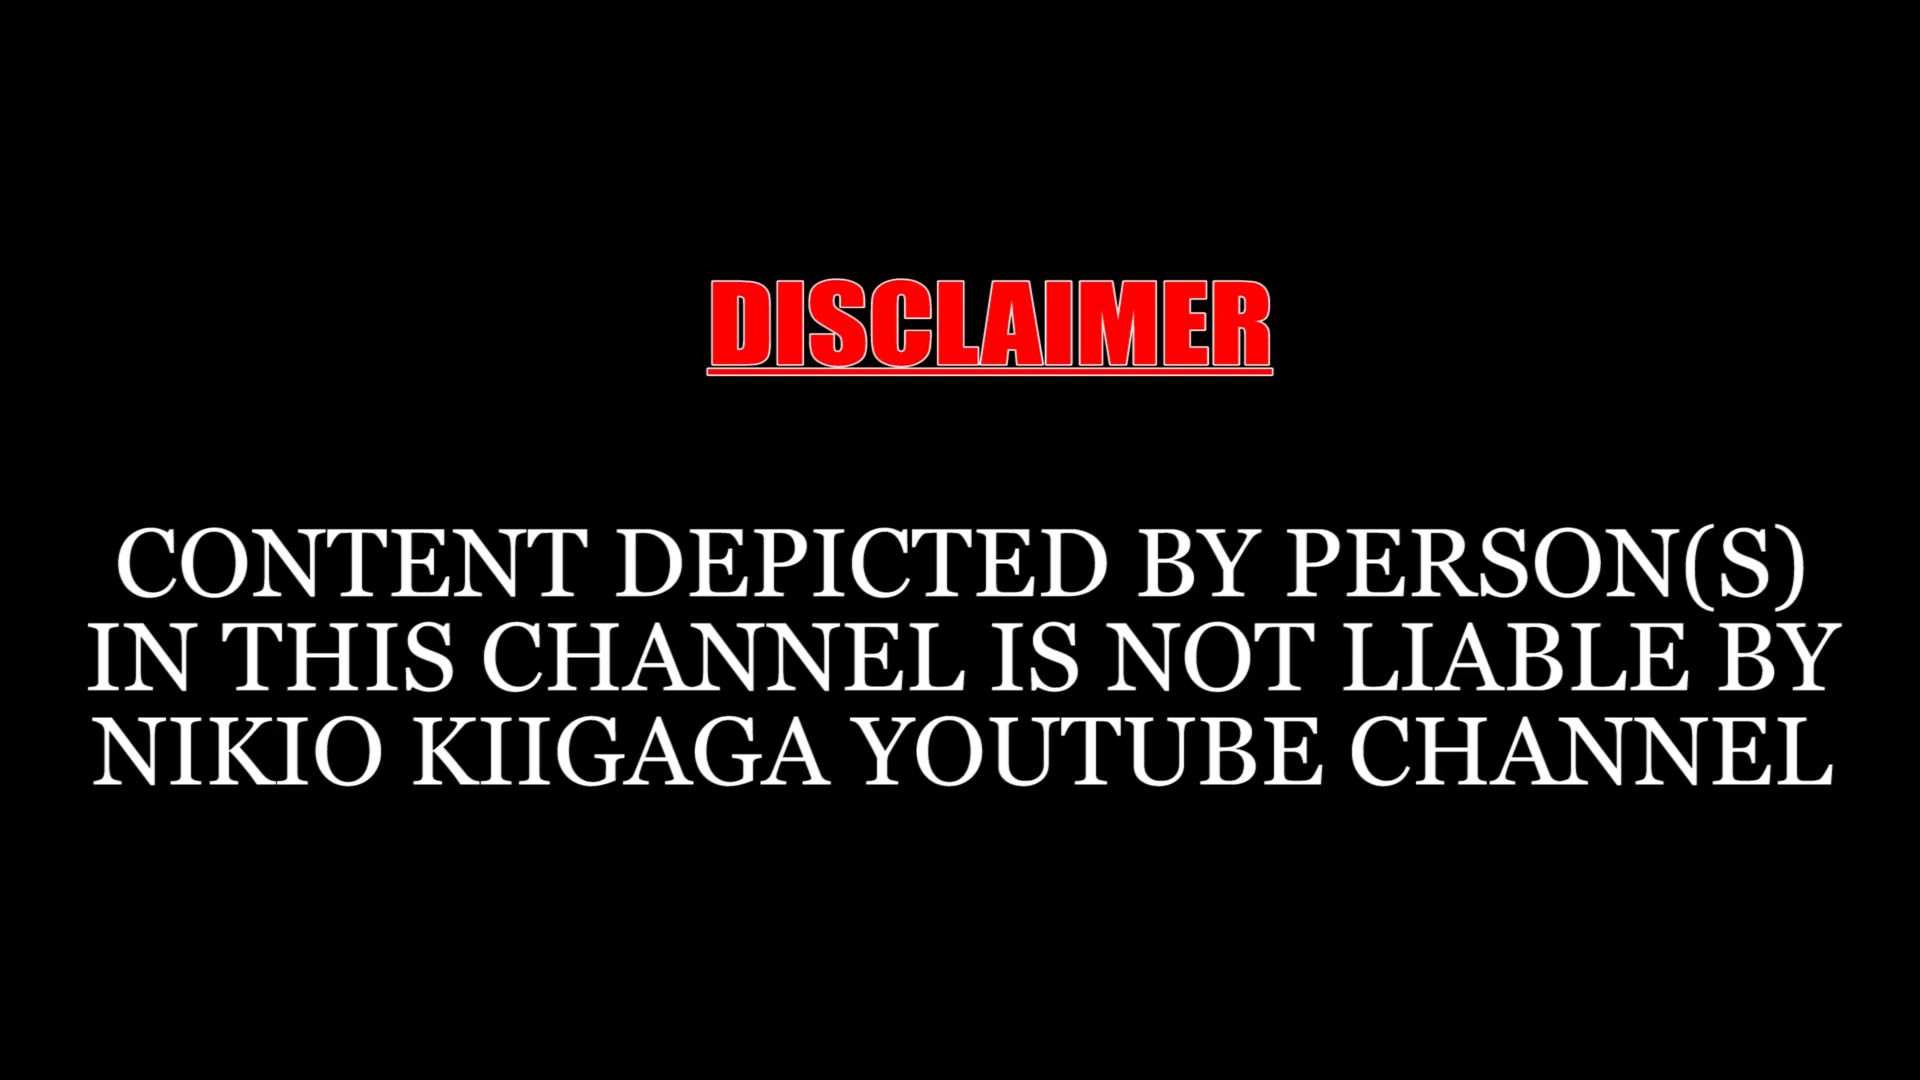 DISCLAIMER
CONTENT DEPICTED BY PERSON(S)
IN THIS CHANNEL IS NOT LIABLE BY
NIKIO KIIGAGA YOUTUBE CHANNEL